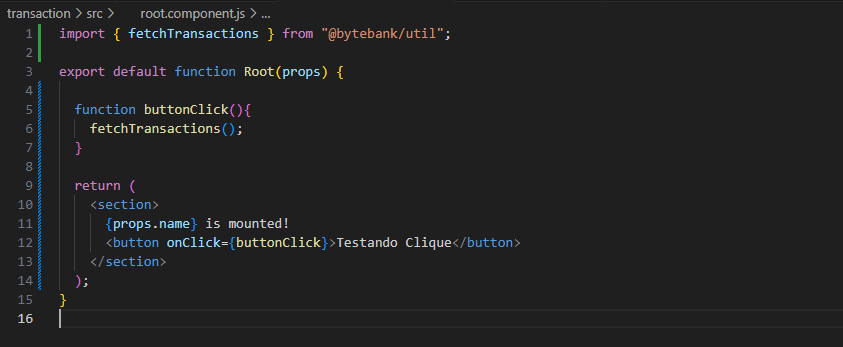 transaction > src > root.component.js > ...
1 import { fetchTransactions } from "@bytebank/util";
2
3 export default function Root(props) {
4
5   function buttonClick(){
6     fetchTransactions();
7   }
8
9   return (
10     <section>
11       {props.name} is mounted!
12       <button onClick={buttonClick}>Testando Clique</button>
13     </section>
14   );
15 }
16